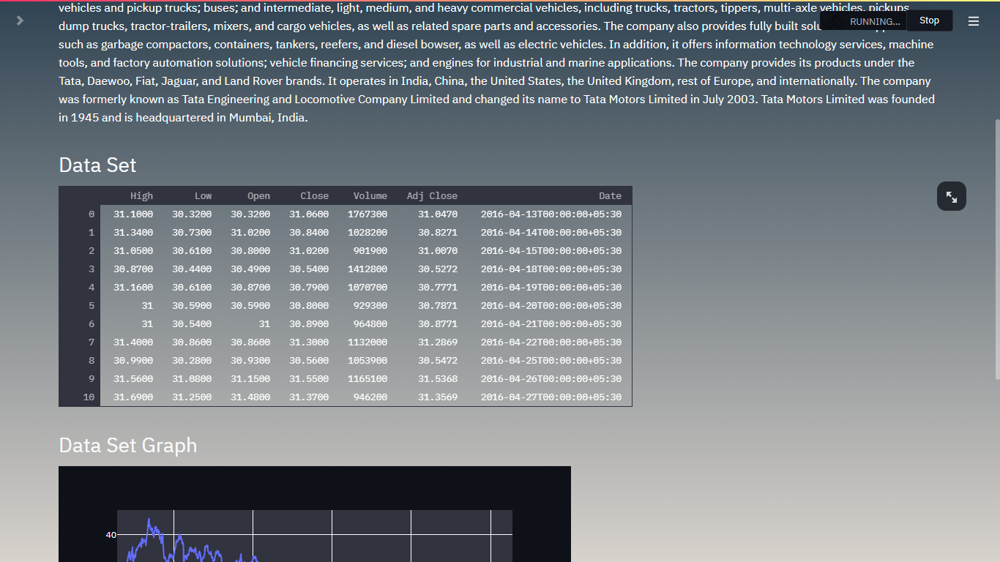 vehicles and pickup trucks; buses; and intermediate, light, medium, and heavy commercial vehicles, including trucks, tractors, tippers, multi-axle vehicles, pickups,
RUNNING...
Stop
dump trucks, tractor-trailers, mixers, and cargo vehicles, as well as related spare parts and accessories. The company also provides fully built
such as garbage compactors, containers, tankers, reefers, and diesel bowser, as well as electric vehicles. In addition, it offers information technology services, machine
tools, and factory automation solutions; vehicle financing services; and engines for industrial and marine applications. The company provides its products under the
Tata, Daewoo, Fiat, Jaguar, and Land Rover brands. It operates in India, China, the United States, the United Kingdom, rest of Europe, and internationally. The company
was formerly known as Tata Engineering and Locomotive Company Limited and changed its name to Tata Motors Limited in July 2003. Tata Motors Limited was founded
in 1945 and is headquartered in Mumbai, India.
Data Set
High Low Open Close Volume Adj Close Date
0 31.1000 30.3200 30.3200 31.0600 1767300 31.0470 2016-04-13T00:00:00+05:30
1 31.3400 30.7300 31.0200 30.8400 1028200 30.8271 2016-04-14T00:00:00+05:30
2 31.0500 30.6100 30.8000 31.0200 901900 31.0070 2016-04-15T00:00:00+05:30
3 30.8700 30.4400 30.4900 30.5400 1412800 30.5272 2016-04-18T00:00:00+05:30
4 31.1600 30.6100 30.8700 30.7900 1070700 30.7771 2016-04-19T00:00:00+05:30
5 31 30.5900 30.5900 30.8000 929300 30.7871 2016-04-20T00:00:00+05:30
6 31 30.5400 31 30.8900 964800 30.8771 2016-04-21T00:00:00+05:30
7 31.4000 30.8600 30.8600 31.3000 1132000 31.2869 2016-04-22T00:00:00+05:30
8 30.9900 30.2800 30.9300 30.5600 1053900 30.5472 2016-04-25T00:00:00+05:30
9 31.5600 31.0800 31.1500 31.5500 1165100 31.5368 2016-04-26T00:00:00+05:30
10 31.6900 31.2500 31.4800 31.3700 946200 31.3569 2016-04-27T00:00:00+05:30
Data Set Graph
40